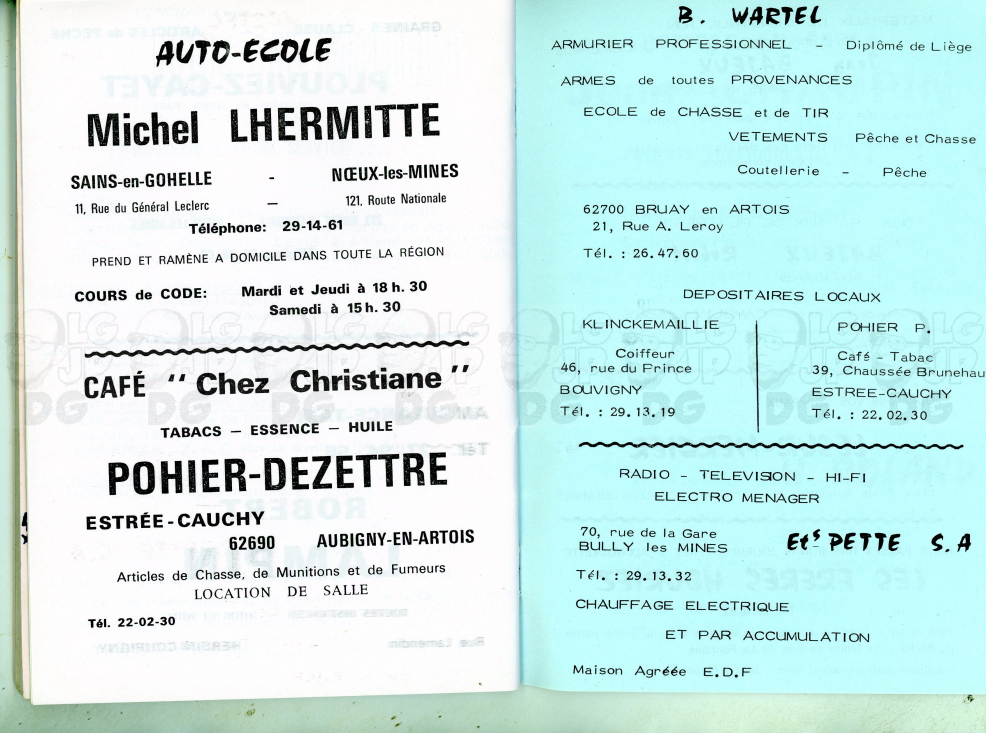 AUTO-ECOLE
Michel LHERMITTE
SAINS-en-GOHELLE - NŒUX-les-MINES
11, Rue du Général Leclerc — 121, Route Nationale
Téléphone: 29-14-61
PREND ET RAMÈNE A DOMICILE DANS TOUTE LA RÉGION
COURS de CODE: Mardi et Jeudi à 18 h. 30
Samedi à 15 h. 30
CAFÉ " Chez Christiane "
TABACS — ESSENCE — HUILE
POHIER-DEZETTRE
ESTRÉE-CAUCHY
62690 AUBIGNY-EN-ARTOIS
Articles de Chasse, de Munitions et de Fumeurs
LOCATION DE SALLE
Tél. 22-02-30
B. WARTEL
ARMURIER PROFESSIONNEL - Diplômé de Liège
ARMES de toutes PROVENANCES
ECOLE de CHASSE et de TIR
VETEMENTS Pêche et Chasse
Coutellerie - Pêche
62700 BRUAY en ARTOIS
21, Rue A. Leroy
Tél. : 26.47.60
DEPOSITAIRES LOCAUX
KLINCKEMAILLIE
Coiffeur
46, rue du Prince
BOUVIGNY
Tél. : 29.13.19
POHIER P.
Café - Tabac
39, Chaussée Brunehau
ESTREE-CAUCHY
Tél. : 22.02.30
RADIO - TELEVISION - HI-FI
ELECTRO MENAGER
70, rue de la Gare
BULLY les MINES Ets PETTE S.A
Tél. : 29.13.32
CHAUFFAGE ELECTRIQUE
ET PAR ACCUMULATION
Maison Agréée E.D.F